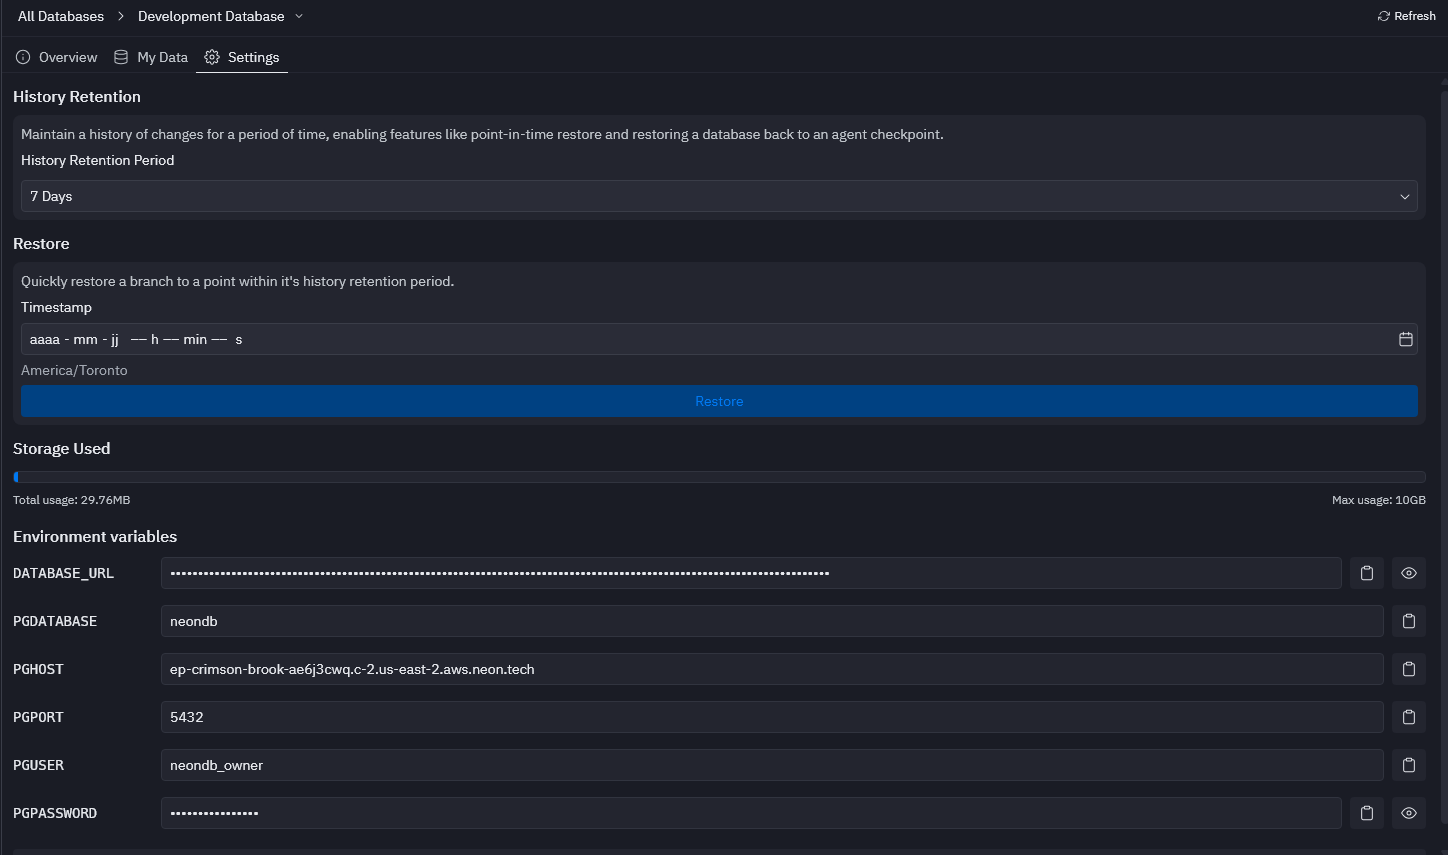 All Databases > Development Database
Refresh
Overview My Data Settings
History Retention
Maintain a history of changes for a period of time, enabling features like point-in-time restore and restoring a database back to an agent checkpoint.
History Retention Period
7 Days
Restore
Quickly restore a branch to a point within it's history retention period.
Timestamp
aaaa - mm - jj -- h -- min -- s
America/Toronto
Restore
Storage Used
Total usage: 29.76MB
Max usage: 10GB
Environment variables
DATABASE_URL ••••••••••••••••••••••••••••••••••••••••••••••••••••••••••••••••••••••••••••••••••••••••••••••••••••••••••••••••••••••••
PGDATABASE neondb
PGHOST ep-crimson-brook-ae6j3cwq.c-2.us-east-2.aws.neon.tech
PGPORT 5432
PGUSER neondb_owner
PGPASSWORD ••••••••••••••••